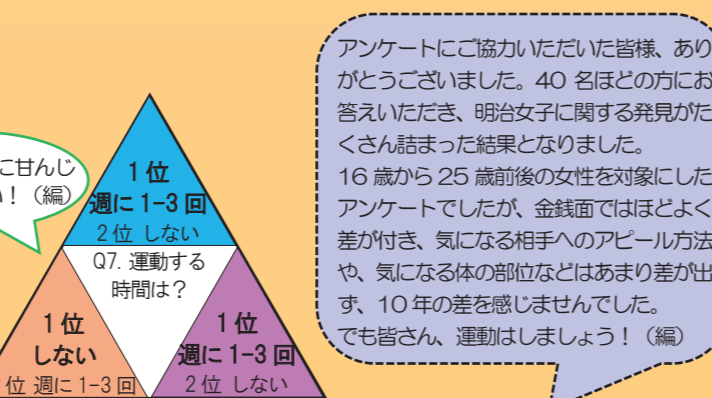 に甘んじ
い！（編）
1位
週に1-3回
2位 しない
Q7. 運動する
時間は？
1位
しない
位 週に1-3回
1位
週に1-3回
2位 しない
アンケートにご協力いただいた皆様、あり
がとうございました。40 名ほどの方にお
答えいただき、明治女子に関する発見がた
くさん詰まった結果となりました。
16 歳から 25 歳前後の女性を対象にした
アンケートでしたが、金銭面ではほどよく
差が付き、気になる相手へのアピール方法
や、気になる体の部位などはあまり差が出
ず、10 年の差を感じませんでした。
でも皆さん、運動はしましょう！（編）